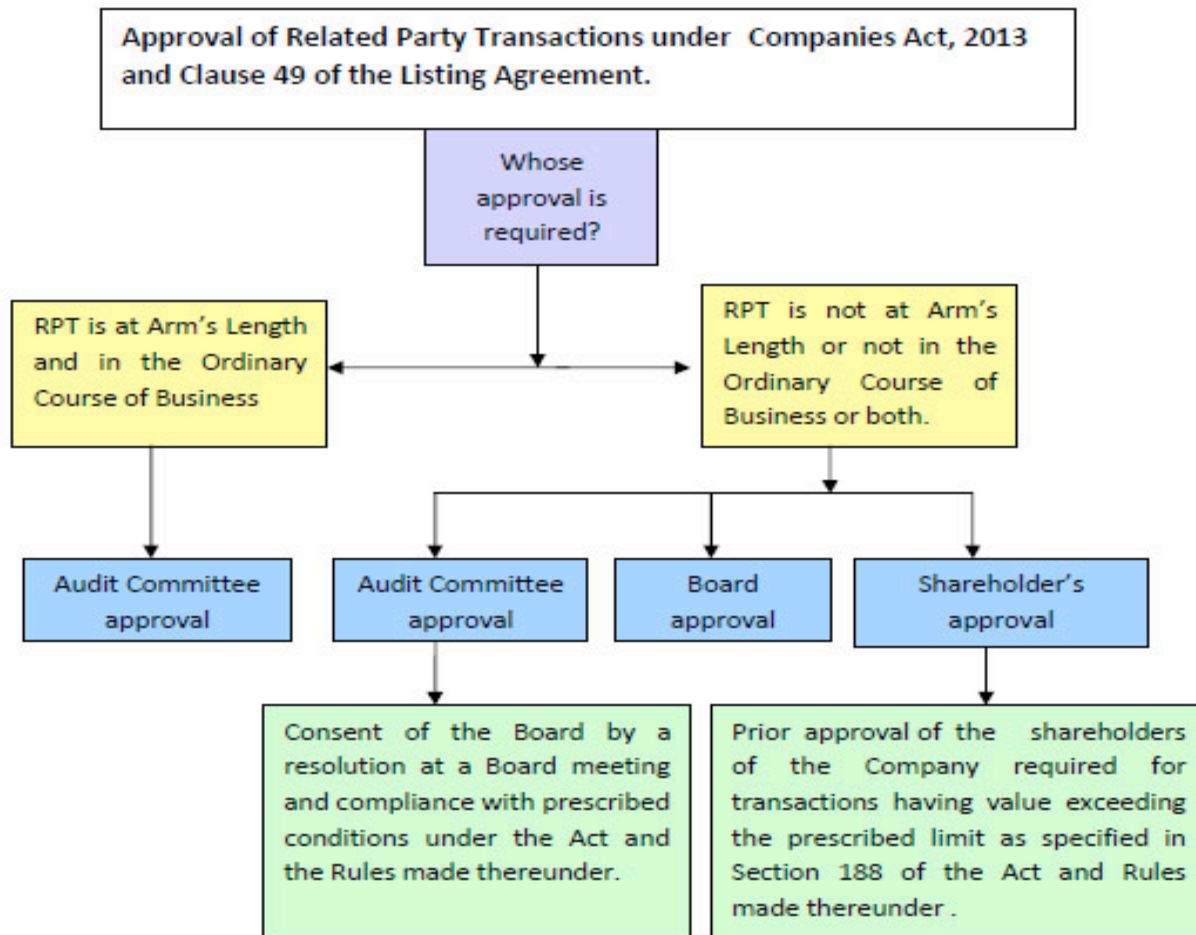 Approval of Related Party Transactions under Companies Act, 2013
and Clause 49 of the Listing Agreement.
Whose
approval is
required?
RPT is at Arm's Length
and in the Ordinary
Course of Business
RPT is not at Arm's
Length or not in the
Ordinary Course of
Business or both.
Audit Committee
approval
Audit Committee
approval
Board
approval
Shareholder's
approval
Consent of the Board by a
resolution at a Board meeting
and compliance with prescribed
conditions under the Act and
the Rules made thereunder.
Prior approval of the shareholders
of the Company required for
transactions having value exceeding
the prescribed limit as specified in
Section 188 of the Act and Rules
made thereunder .